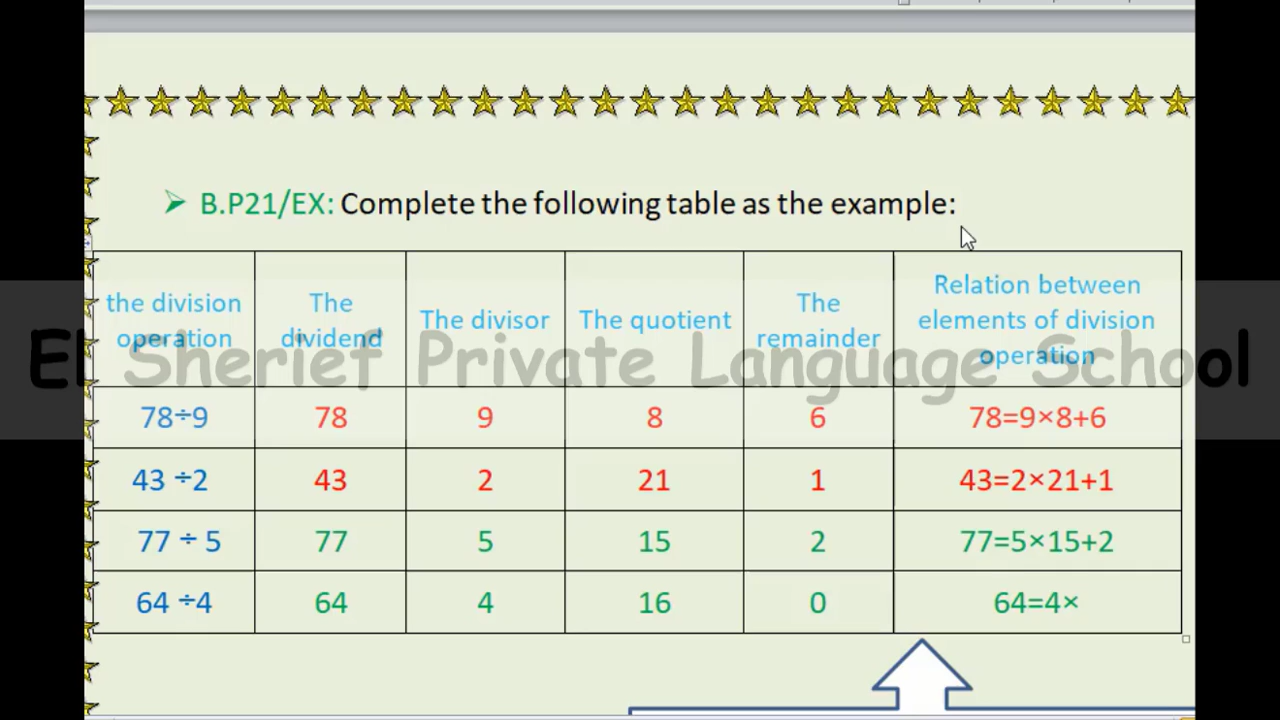 B.P21/EX: Complete the following table as the example:
the division operation | The dividend | The divisor | The quotient | The remainder | Relation between elements of division operation
El Sherief Private Language School
78÷9 | 78 | 9 | 8 | 6 | 78=9×8+6
43 ÷2 | 43 | 2 | 21 | 1 | 43=2×21+1
77 ÷ 5 | 77 | 5 | 15 | 2 | 77=5×15+2
64 ÷4 | 64 | 4 | 16 | 0 | 64=4×